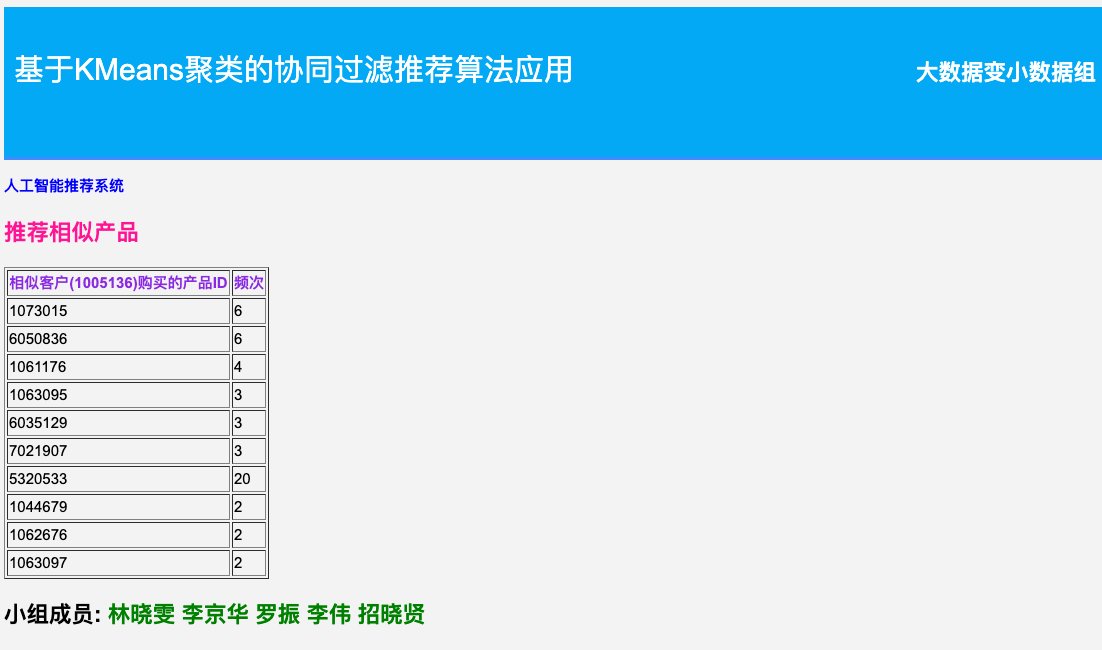 基于KMeans聚类的协同过滤推荐算法应用
大数据变小数据组
人工智能推荐系统
推荐相似产品
相似客户(1005136)购买的产品ID 频次
1073015 6
6050836 6
1061176 4
1063095 3
6035129 3
7021907 3
5320533 20
1044679 2
1062676 2
1063097 2
小组成员: 林晓雯 李京华 罗振 李伟 招晓贤